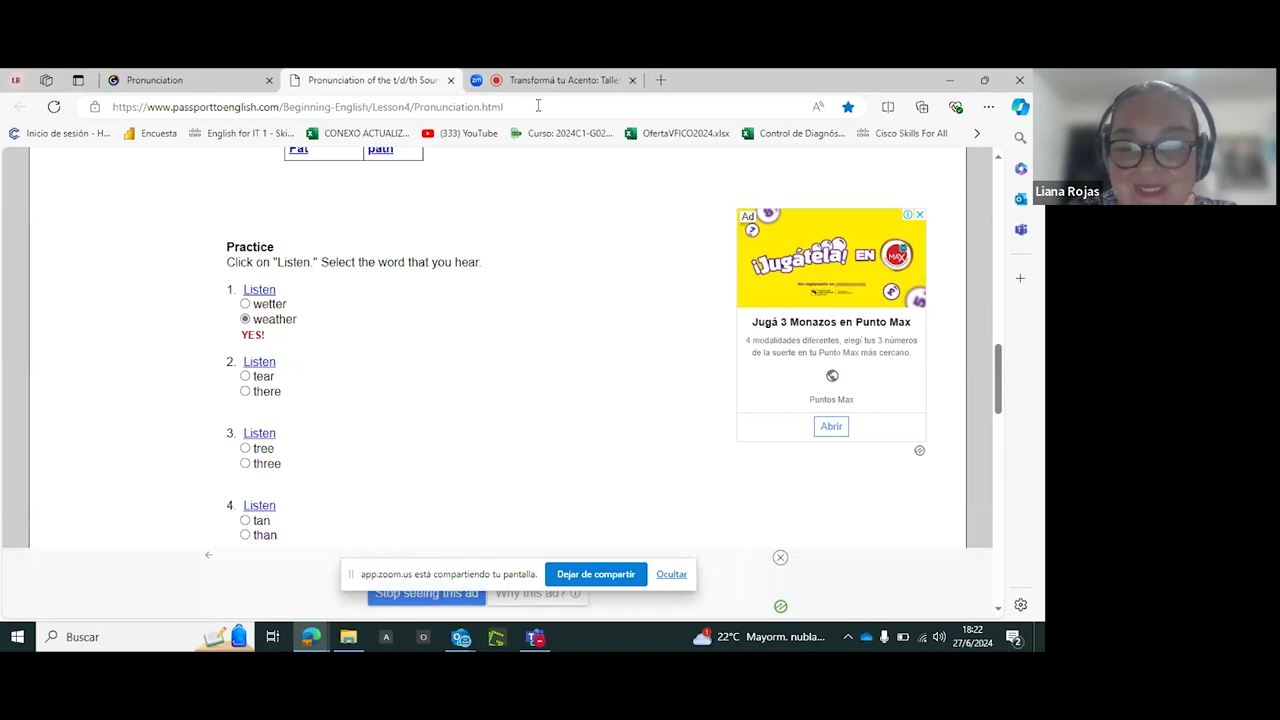 LB
Pronunciation
Pronunciation of the t/d/th Sour
zm
Transformá tu Acento: Talle
https://www.passporttoenglish.com/Beginning-English/Lesson4/Pronunciation.html
Inicio de sesión - H...
Encuesta
English for IT 1 - Ski...
CONEXO ACTUALIZ...
(333) YouTube
Curso: 2024C1-G02...
OfertaVFICO2024.xlsx
Control de Diagnós...
Cisco Skills For All
Pat
path
Liana Rojas
Practice
Click on "Listen." Select the word that you hear.
1. Listen
wetter
weather
YES!
2. Listen
tear
there
3. Listen
tree
three
4. Listen
tan
than
Ad
¡Jugátela! EN MAX
Jugá 3 Monazos en Punto Max
4 modalidades diferentes, elegí tus 3 números
de la suerte en tu Punto Max más cercano.
Puntos Max
Abrir
app.zoom.us está compartiendo tu pantalla.
Dejar de compartir
Ocultar
Stop seeing this ad
Why this ad?
Buscar
A
O
22°C Mayorm. nubla...
18:22
27/6/2024
2